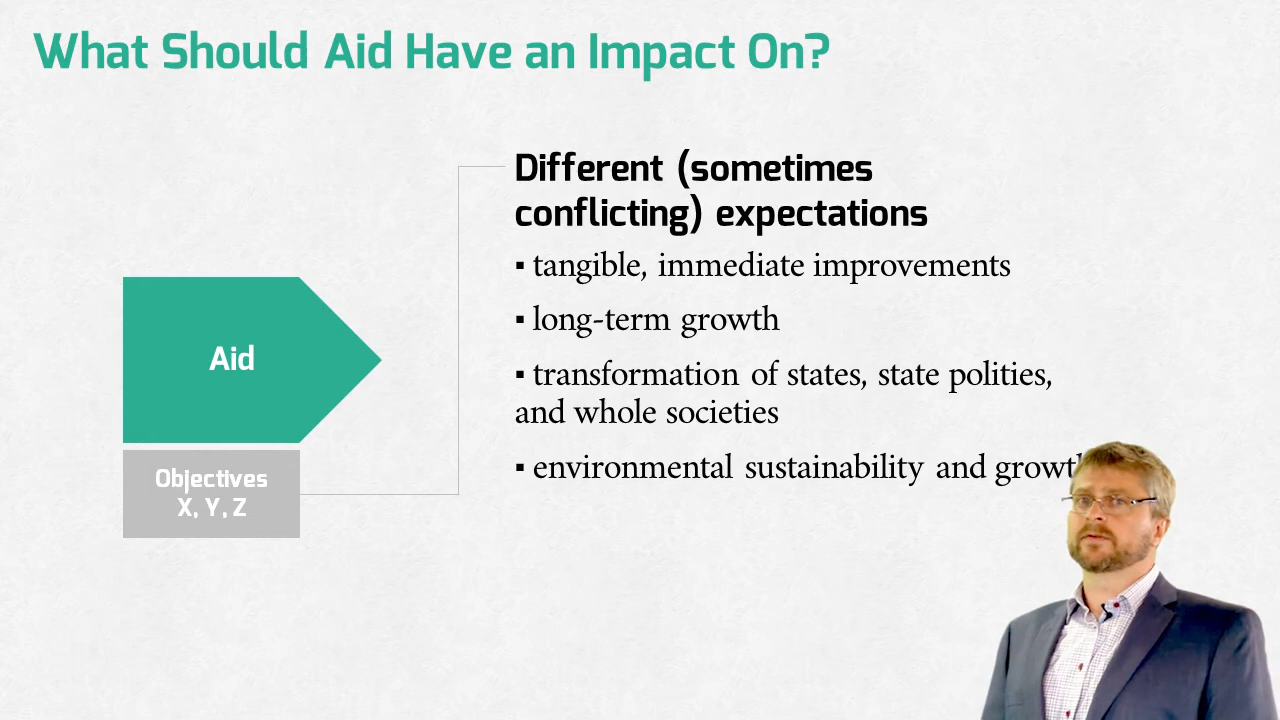 What Should Aid Have an Impact On?
Different (sometimes
conflicting) expectations
▪ tangible, immediate improvements
▪ long-term growth
▪ transformation of states, state polities,
and whole societies
▪ environmental sustainability and growth
Aid
Objectives
X, Y, Z